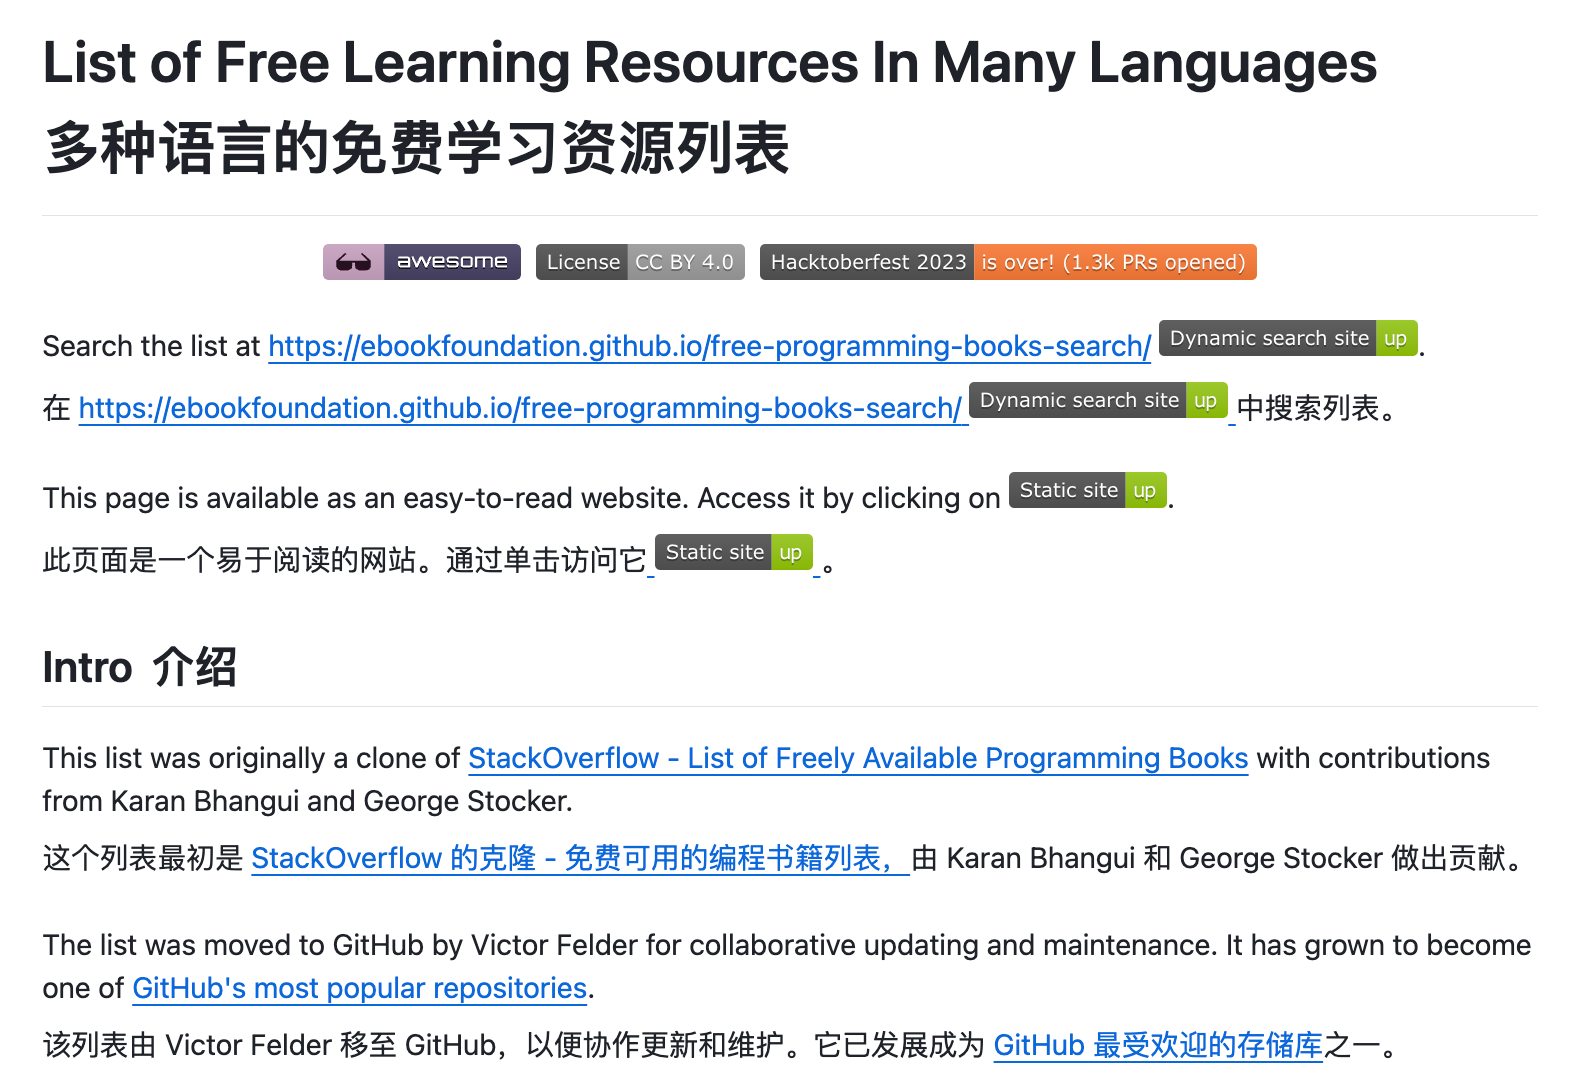 List of Free Learning Resources In Many Languages
多种语言的免费学习资源列表
awesome License CC BY 4.0 Hacktoberfest 2023 is over! (1.3k PRs opened)
Search the list at https://ebookfoundation.github.io/free-programming-books-search/ Dynamic search site up.
在 https://ebookfoundation.github.io/free-programming-books-search/ Dynamic search site up 中搜索列表。
This page is available as an easy-to-read website. Access it by clicking on Static site up.
此页面是一个易于阅读的网站。通过单击访问它 Static site up 。
Intro 介绍
This list was originally a clone of StackOverflow - List of Freely Available Programming Books with contributions
from Karan Bhangui and George Stocker.
这个列表最初是 StackOverflow 的克隆 - 免费可用的编程书籍列表，由 Karan Bhangui 和 George Stocker 做出贡献。
The list was moved to GitHub by Victor Felder for collaborative updating and maintenance. It has grown to become
one of GitHub's most popular repositories.
该列表由 Victor Felder 移至 GitHub，以便协作更新和维护。它已发展成为 GitHub 最受欢迎的存储库之一。